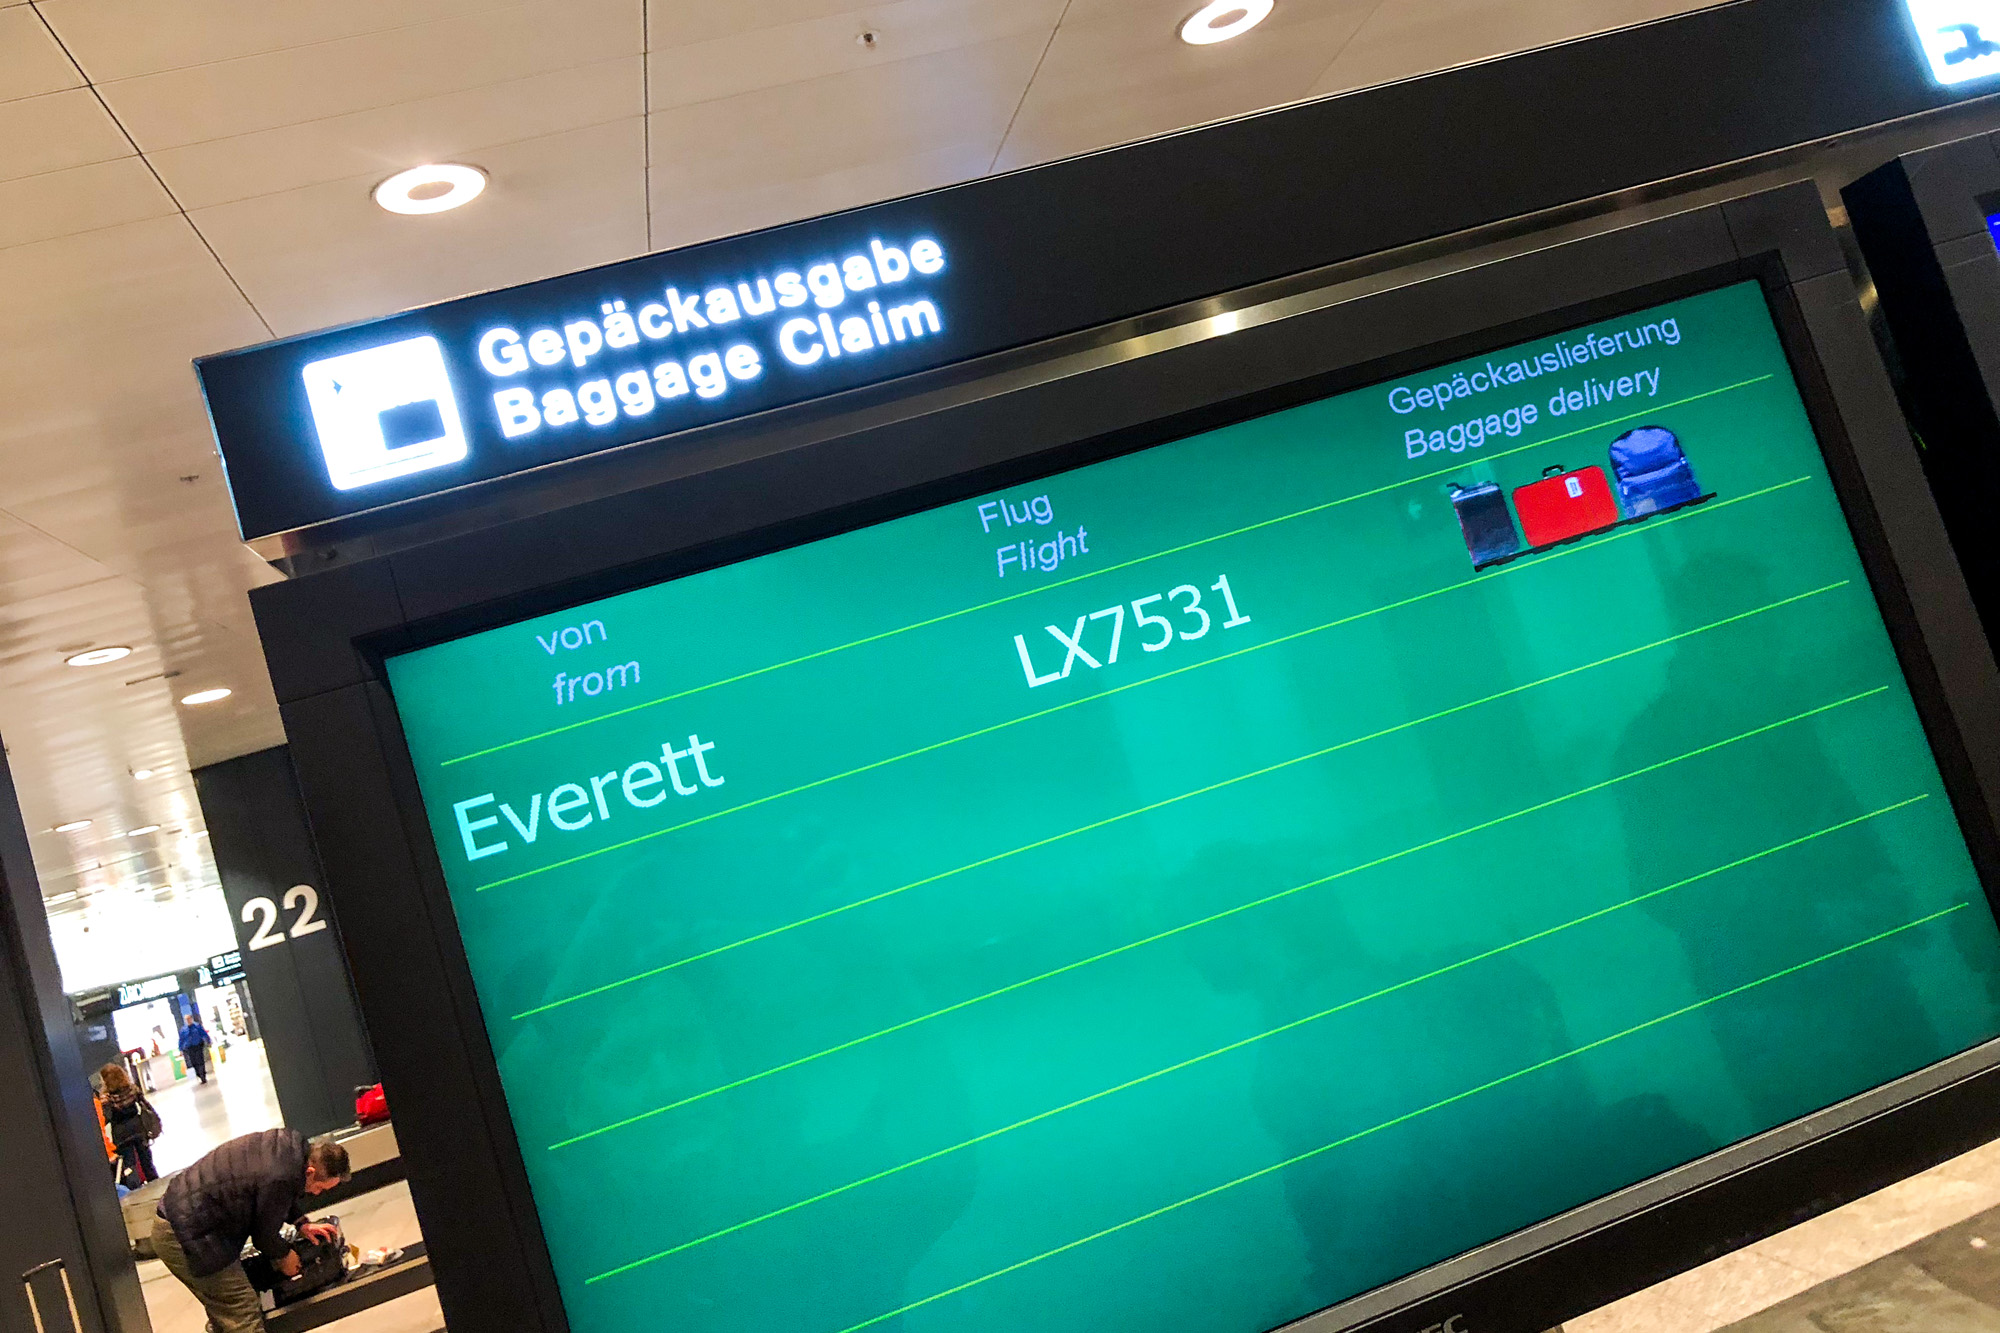 Gepäckausgabe
Baggage Claim
Gepäckauslieferung
Baggage delivery
Flug
Flight
von
from
LX7531
Everett
22